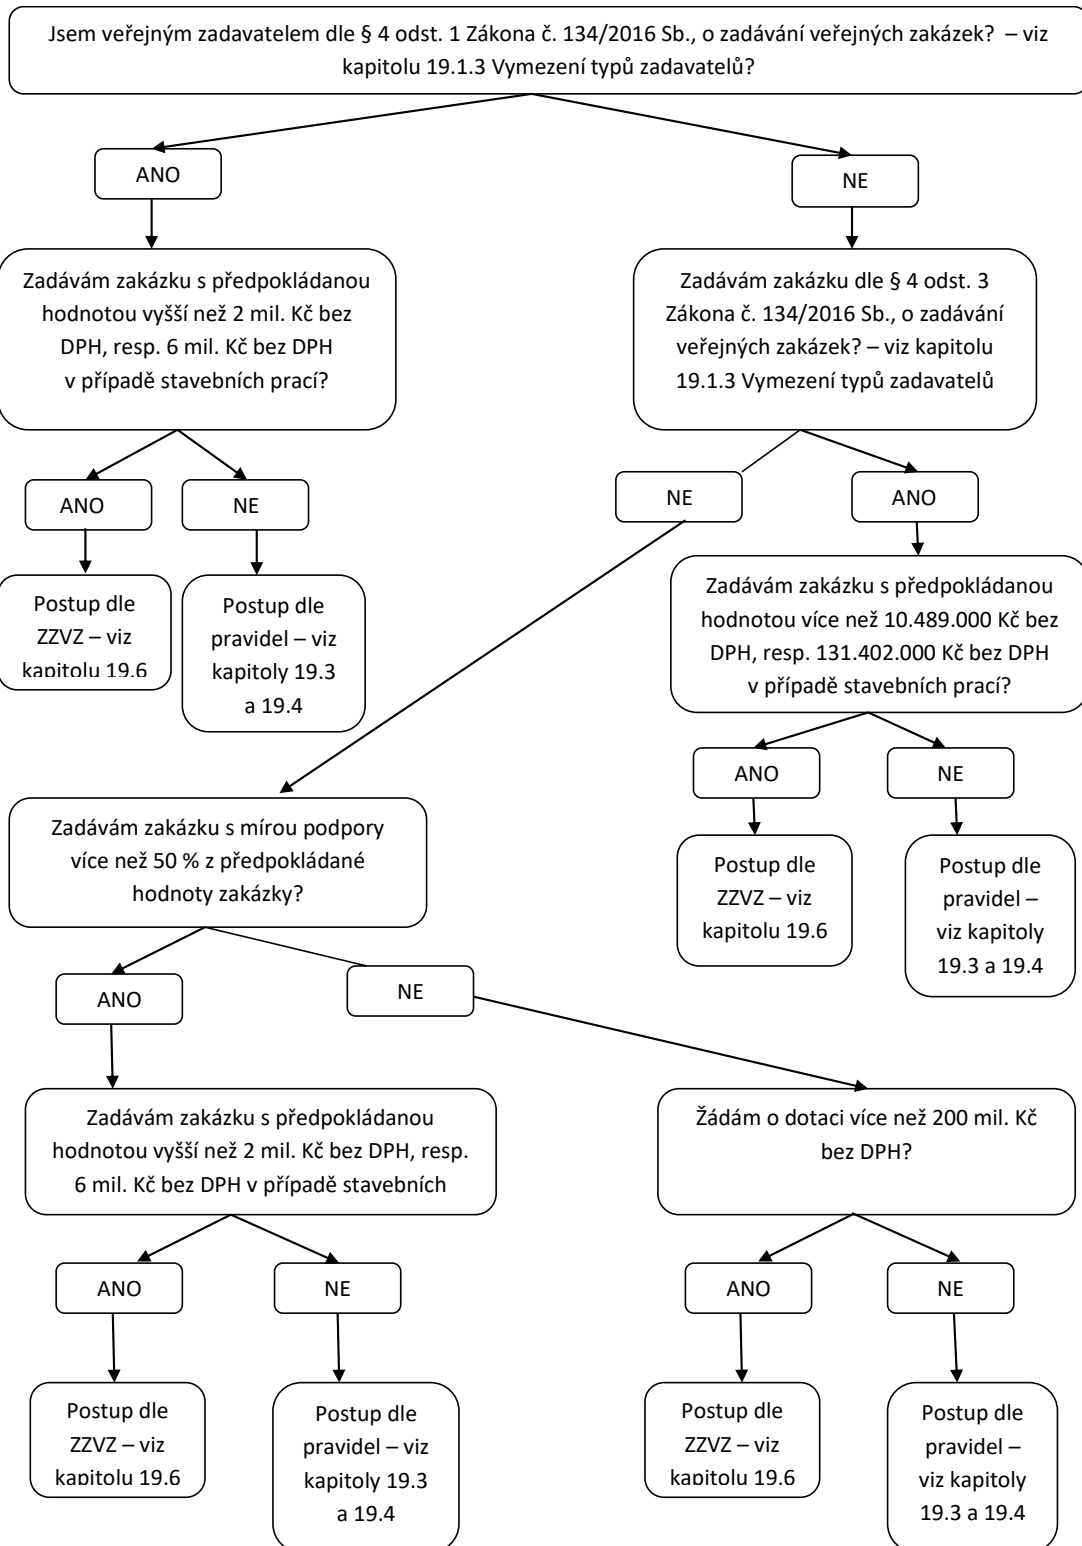 Jsem veřejným zadavatelem dle § 4 odst. 1 Zákona č. 134/2016 Sb., o zadávání veřejných zakázek?  – viz
kapitolu 19.1.3 Vymezení typů zadavatelů?
ANO
NE
Zadávám zakázku s předpokládanou
hodnotou vyšší než 2 mil. Kč bez
DPH, resp. 6 mil. Kč bez DPH
v případě stavebních prací?
Zadávám zakázku dle § 4 odst. 3
Zákona č. 134/2016 Sb., o zadávání
veřejných zakázek? – viz kapitolu
19.1.3 Vymezení typů zadavatelů
ANO
NE
NE
ANO
Postup dle
ZZVZ – viz
kapitolu 19.6
Postup dle
pravidel – viz
kapitoly 19.3
a 19.4
Zadávám zakázku s předpokládanou
hodnotou více než 10.489.000 Kč bez
DPH, resp. 131.402.000 Kč bez DPH
v případě stavebních prací?
ANO
NE
Postup dle
ZZVZ – viz
kapitolu 19.6
Postup dle
pravidel –
viz kapitoly
19.3 a 19.4
Zadávám zakázku s mírou podpory
více než 50 % z předpokládané
hodnoty zakázky?
ANO
NE
Zadávám zakázku s předpokládanou
hodnotou vyšší než 2 mil. Kč bez DPH, resp.
6 mil. Kč bez DPH v případě stavebních
Žádám o dotaci více než 200 mil. Kč
bez DPH?
ANO
NE
ANO
NE
Postup dle
ZZVZ – viz
kapitolu 19.6
Postup dle
pravidel – viz
kapitoly 19.3
a 19.4
Postup dle
ZZVZ – viz
kapitolu 19.6
Postup dle
pravidel –
viz kapitoly
19.3 a 19.4